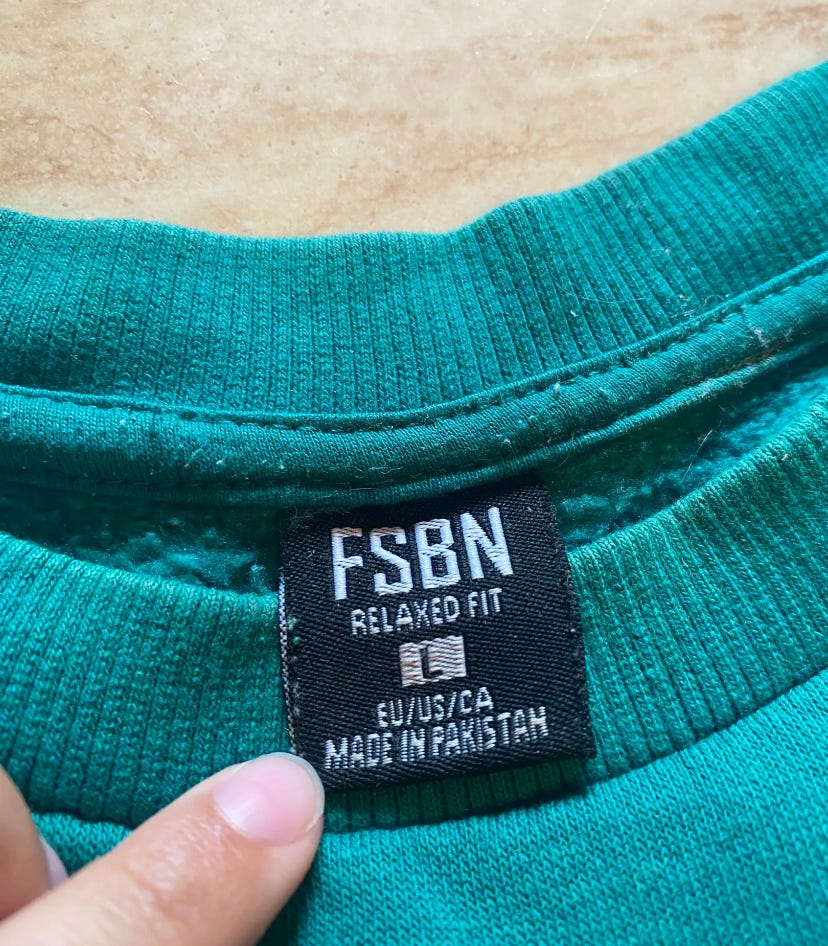 FSBN
RELAXED FIT
L
EU/US/CA
MADE IN PAKISTAN